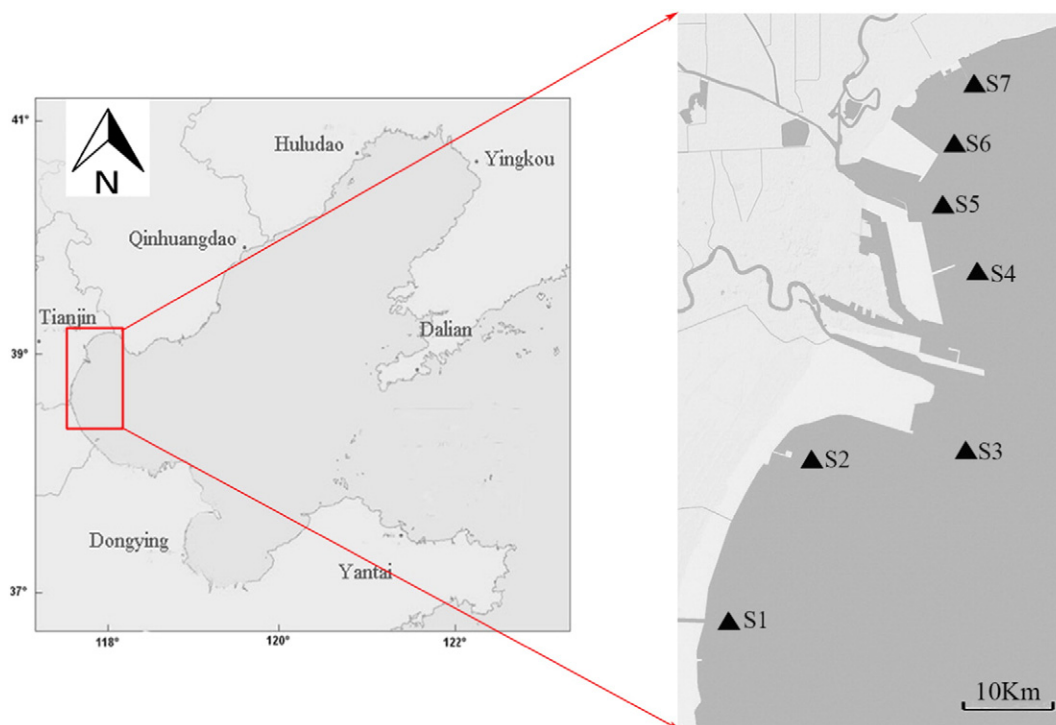 41°
N
Huludao
Yingkou
Qinhuangdao
Tianjin
39°
Dalian
Dongying
Yantai
37°
118°
120°
122°
S7
S6
S5
S4
S3
S2
S1
10Km